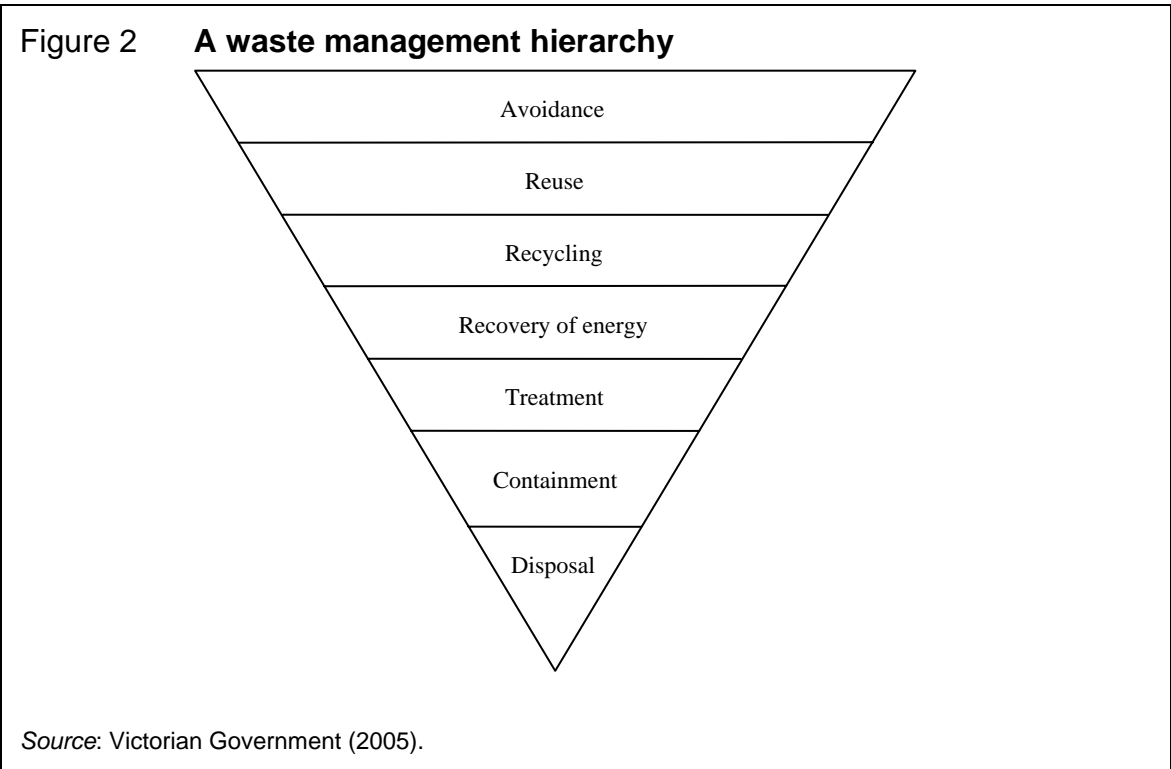 Figure 2 A waste management hierarchy
Avoidance
Reuse
Recycling
Recovery of energy
Treatment
Containment
Disposal
Source: Victorian Government (2005).